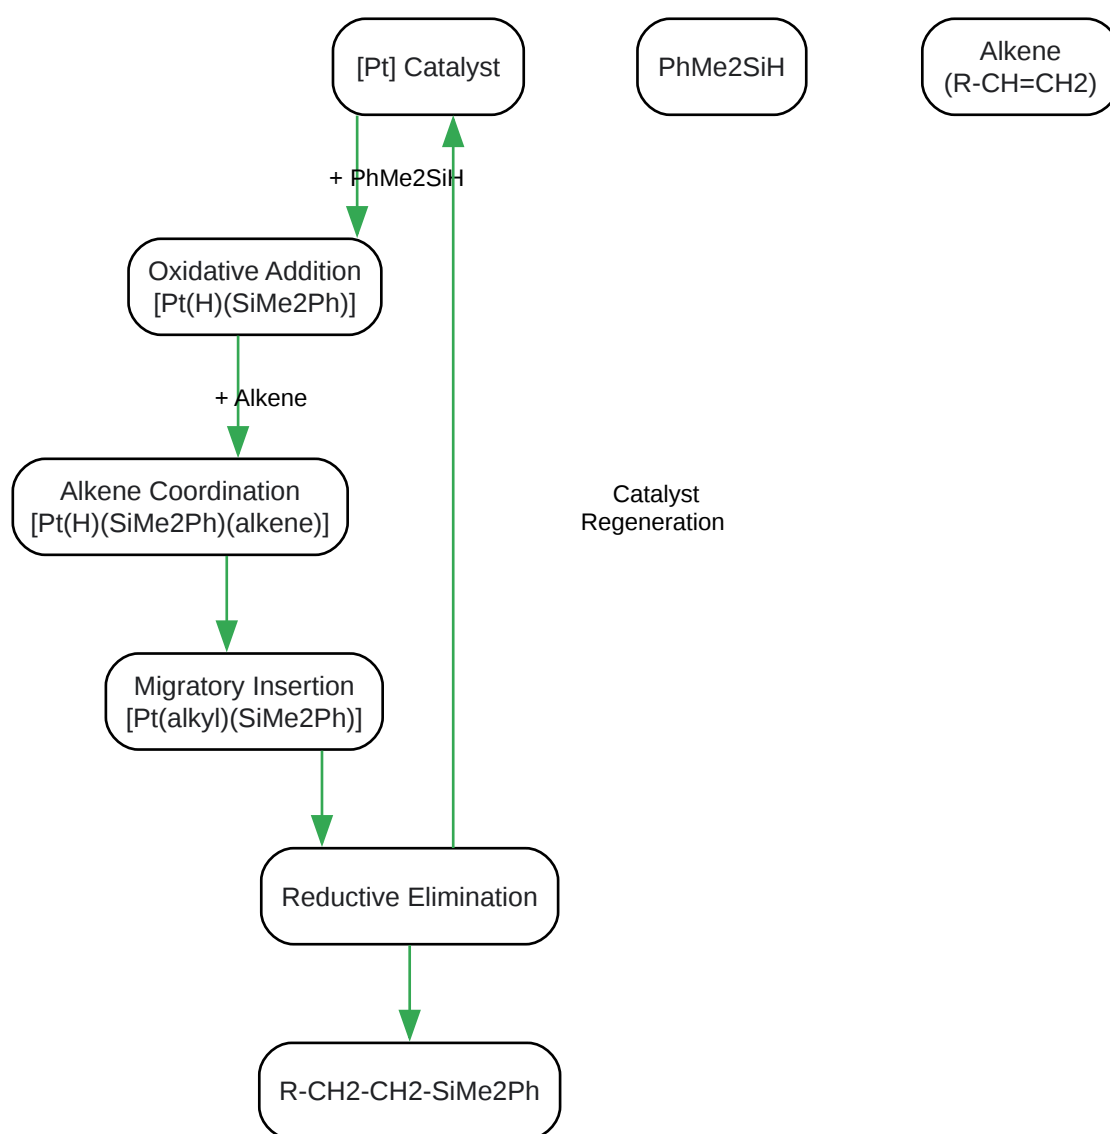 [Pt] Catalyst
PhMe2SiH
Alkene
(R-CH=CH2)
+ PhMe2SiH
Oxidative Addition
[Pt(H)(SiMe2Ph)]
+ Alkene
Alkene Coordination
[Pt(H)(SiMe2Ph)(alkene)]
Catalyst
Regeneration
Migratory Insertion
[Pt(alkyl)(SiMe2Ph)]
Reductive Elimination
R-CH2-CH2-SiMe2Ph